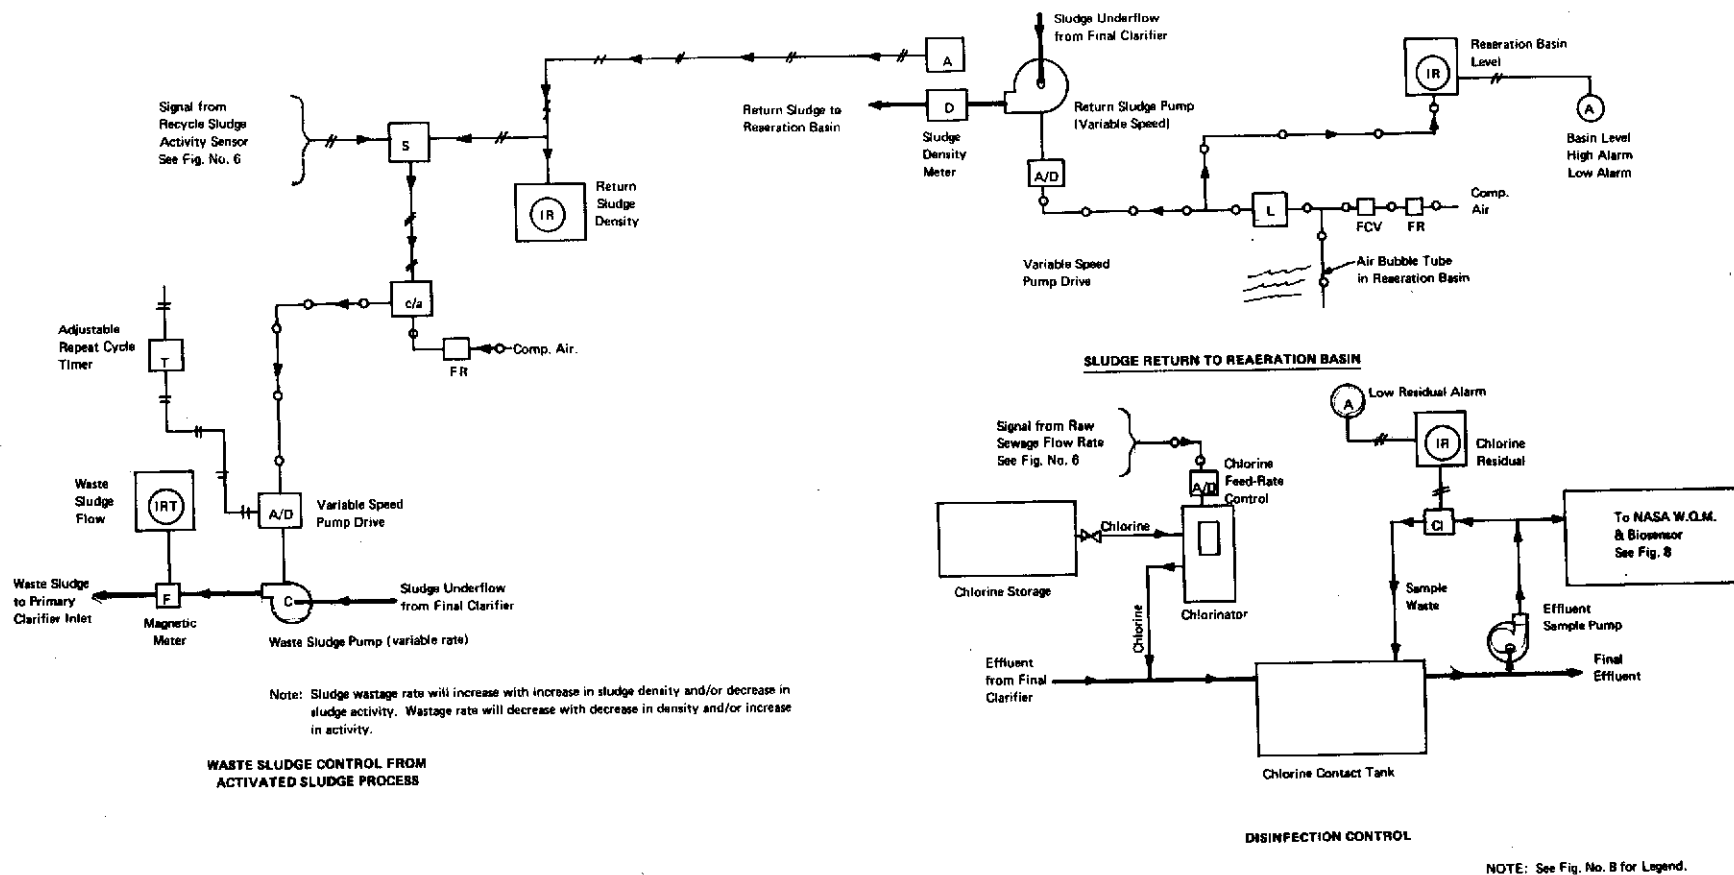 Signal from
Recycle Sludge
Activity Sensor
See Fig. No. 6
S
A
Return Sludge to
Reaeration Basin
D
Sludge
Density
Meter
Sludge Underflow
from Final Clarifier
Return Sludge Pump
(Variable Speed)
A/D
IR
Return
Sludge
Density
c/a
FR
Comp. Air.
Adjustable
Repeat Cycle
Timer
T
Waste
Sludge
Flow
IRT
A/D
Variable Speed
Pump Drive
Waste Sludge
to Primary
Clarifier Inlet
F
Magnetic
Meter
C
Sludge Underflow
from Final Clarifier
Waste Sludge Pump (variable rate)
Note: Sludge wastage rate will increase with increase in sludge density and/or decrease in
sludge activity. Wastage rate will decrease with decrease in density and/or increase
in activity.
WASTE SLUDGE CONTROL FROM
ACTIVATED SLUDGE PROCESS
IR
Reaeration Basin
Level
A
Basin Level
High Alarm
Low Alarm
L
FCV
FR
Comp.
Air
Variable Speed
Pump Drive
Air Bubble Tube
in Reaeration Basin
SLUDGE RETURN TO REAERATION BASIN
Signal from Raw
Sewage Flow Rate
See Fig. No. 6
A/D
Chlorine
Feed-Rate
Control
A
Low Residual Alarm
IR
Chlorine
Residual
Chlorine
Chlorine Storage
Chlorinator
Chlorine
Cl
To NASA W.Q.M.
& Biosensor
See Fig. 8
Sample
Waste
Effluent
Sample Pump
Effluent
from Final
Clarifier
Final
Effluent
Chlorine Contact Tank
DISINFECTION CONTROL
NOTE: See Fig. No. 8 for Legend.